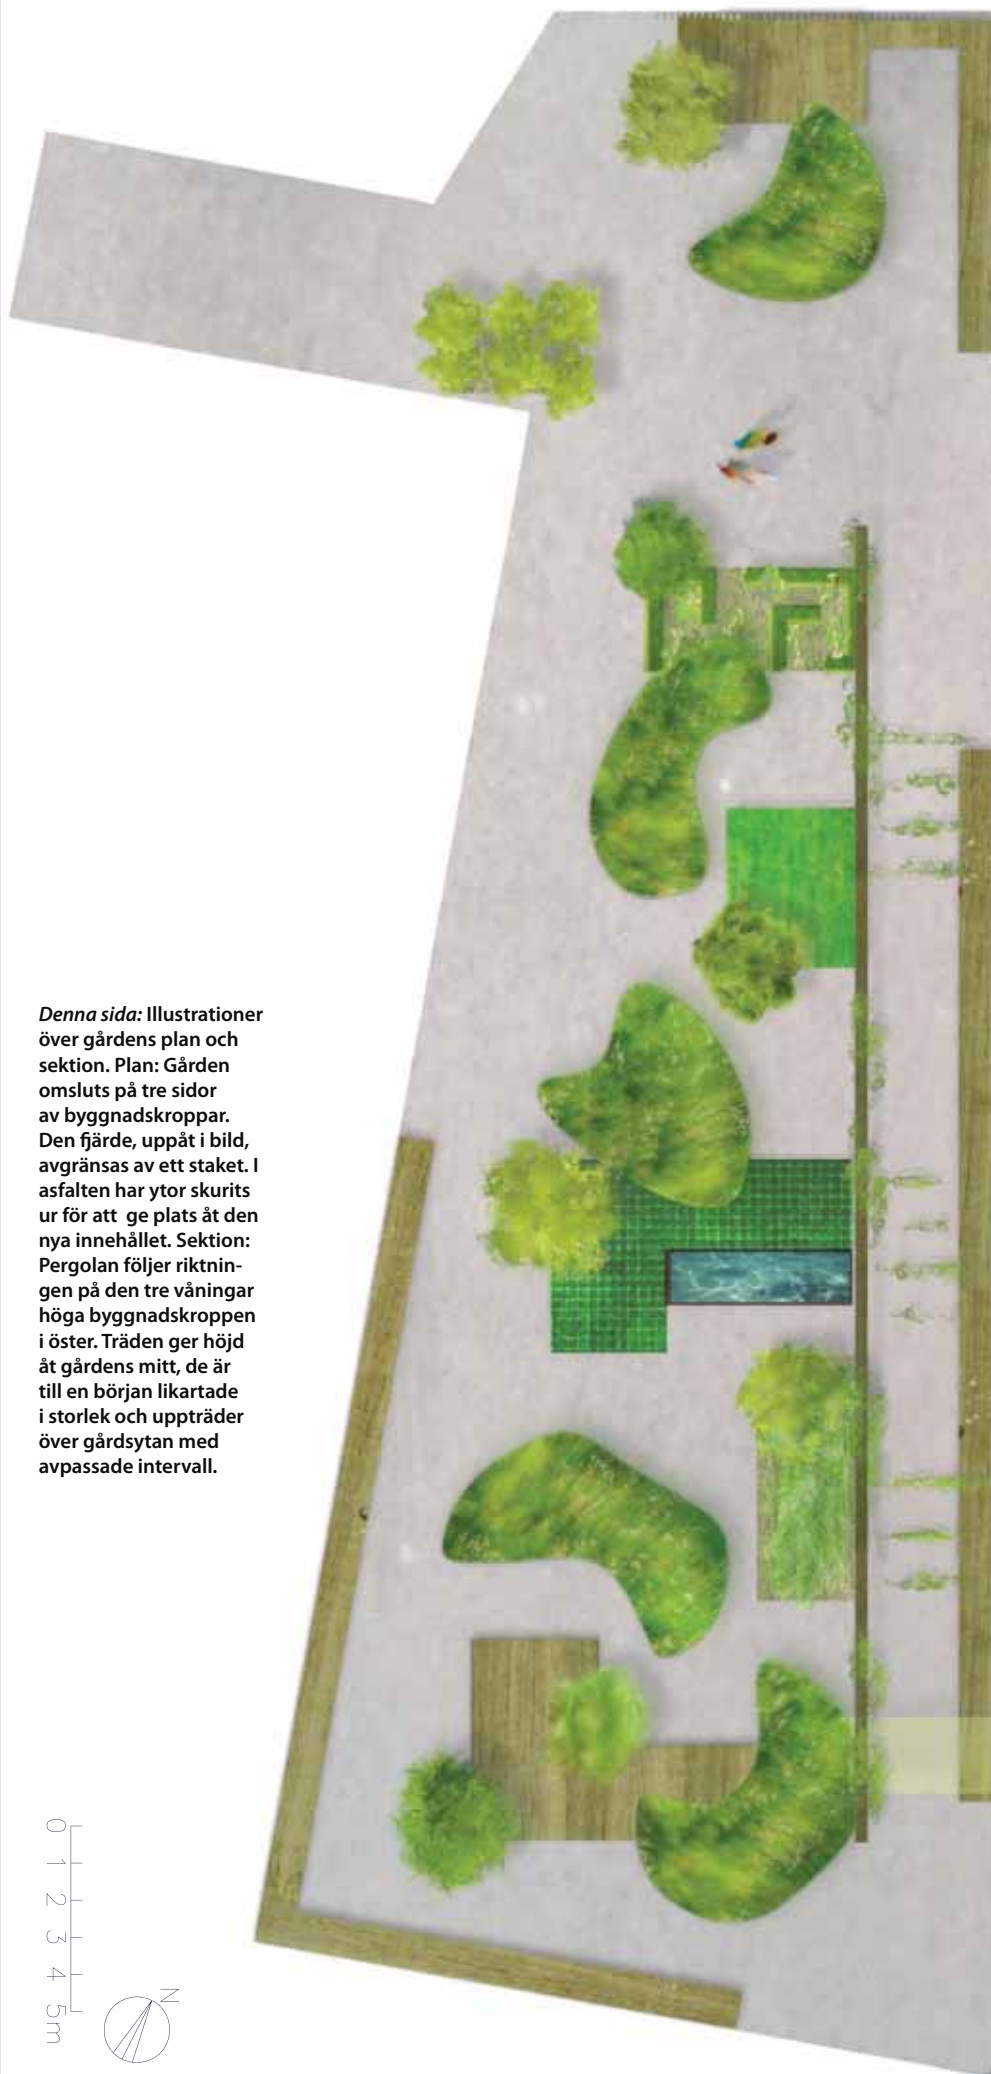 Denna sida: Illustrationer
över gårdens plan och
sektion. Plan: Gården
omsluts på tre sidor
av byggnadskroppar.
Den fjärde, uppåt i bild,
avgränsas av ett staket. I
asfalten har ytor skurits
ur för att  ge plats åt den
nya innehållet. Sektion:
Pergolan följer riktnin-
gen på den tre våningar
höga byggnadskroppen
i öster. Träden ger höjd
åt gårdens mitt, de är
till en början likartade
i storlek och uppträder
över gårdsytan med
avpassade intervall.
0 1 2 3 4 5m
N